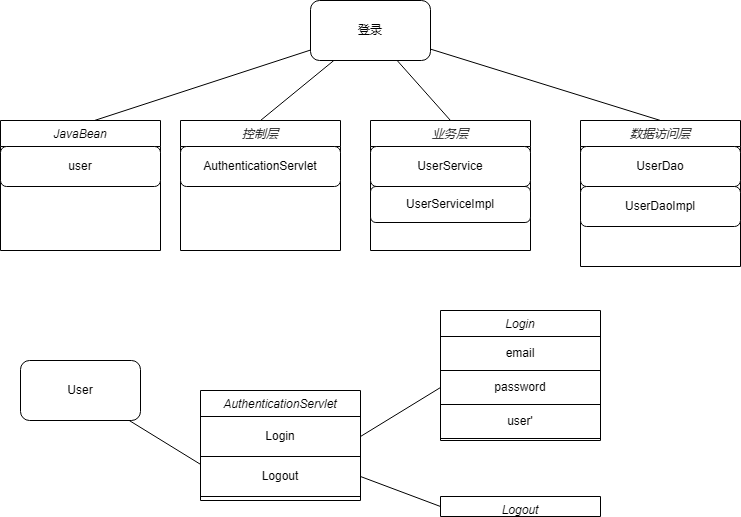 登录
JavaBean
控制层
业务层
数据访问层
user
AuthenticationServlet
UserService
UserDao
UserServiceImpl
UserDaoImpl
Login
email
User
password
AuthenticationServlet
user'
Login
Logout
Logout